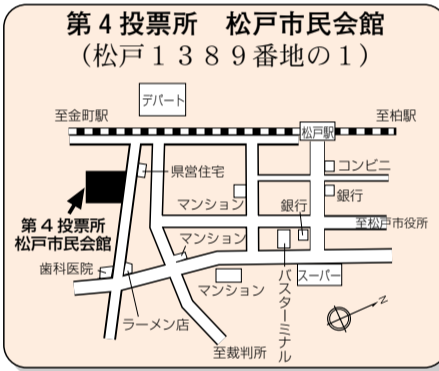 第４投票所　松戸市民会館
（松戸１３８９番地の１）
デパート
至金町駅
松戸駅
至柏駅
コンビニ
県営住宅
銀行
マンション
銀行
第４投票所
松戸市民会館
至松戸市役所
マンション
歯科医院
マンション
スーパー
バスターミナル
ラーメン店
至裁判所
N